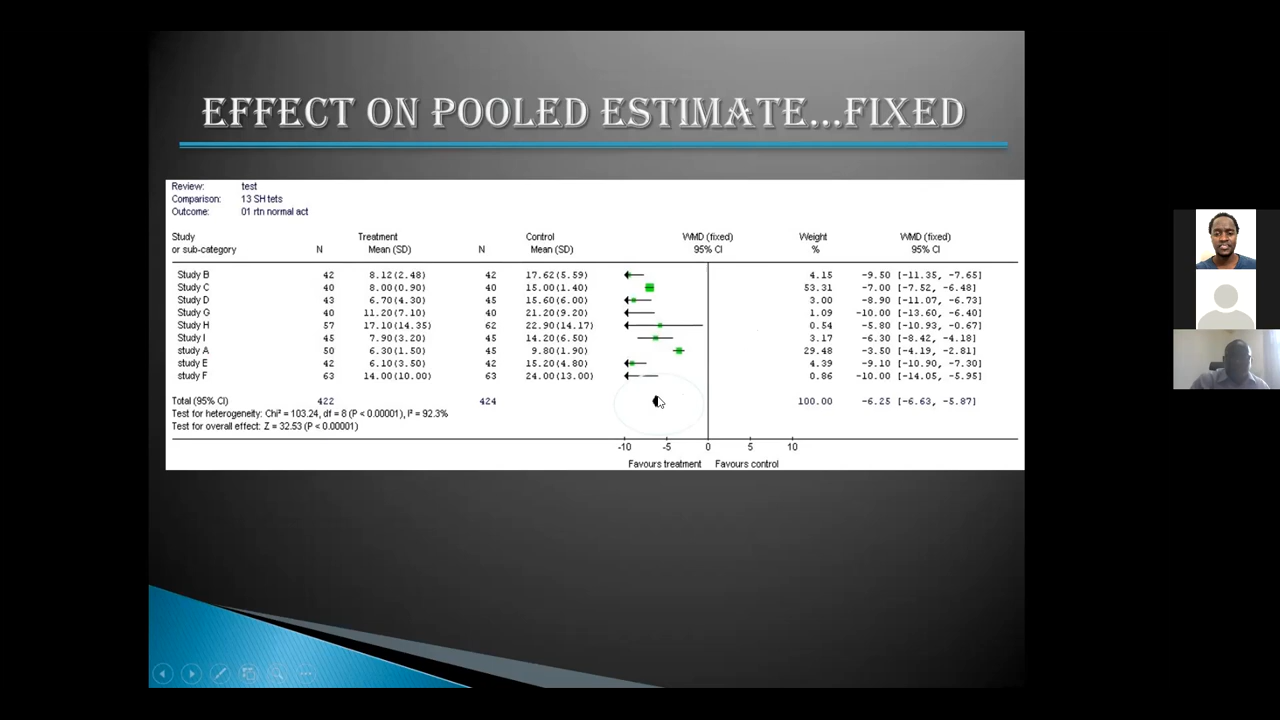 EFFECT ON POOLED ESTIMATE...FIXED
Review: test
Comparison: 13 SH tets
Outcome: 01 rtn normal act
Study Treatment Control WMD (fixed) Weight WMD (fixed)
or sub-category N Mean (SD) N Mean (SD) 95% CI % 95% CI
Study B 42 8.12(2.48) 42 17.62(5.59) 4.15 -9.50 [-11.35, -7.65]
Study C 40 8.00(0.90) 40 15.00(1.40) 53.31 -7.00 [-7.52, -6.48]
Study D 43 6.70(4.30) 45 15.60(6.00) 3.00 -8.90 [-11.07, -6.73]
Study G 40 11.20(7.10) 40 21.20(9.20) 1.09 -10.00 [-13.60, -6.40]
Study H 57 17.10(14.35) 62 22.90(14.17) 0.54 -5.80 [-10.93, -0.67]
Study I 45 7.90(3.20) 45 14.20(6.50) 3.17 -6.30 [-8.42, -4.18]
study A 50 6.30(1.50) 45 9.80(1.90) 29.48 -3.50 [-4.19, -2.81]
study E 42 6.10(3.50) 42 15.20(4.80) 4.39 -9.10 [-10.90, -7.30]
study F 63 14.00(10.00) 63 24.00(13.00) 0.86 -10.00 [-14.05, -5.95]
Total (95% CI) 422 424 100.00 -6.25 [-6.63, -5.87]
Test for heterogeneity: Chi² = 103.24, df = 8 (P < 0.00001), I² = 92.3%
Test for overall effect: Z = 32.53 (P < 0.00001)
-10 -5 0 5 10
Favours treatment Favours control